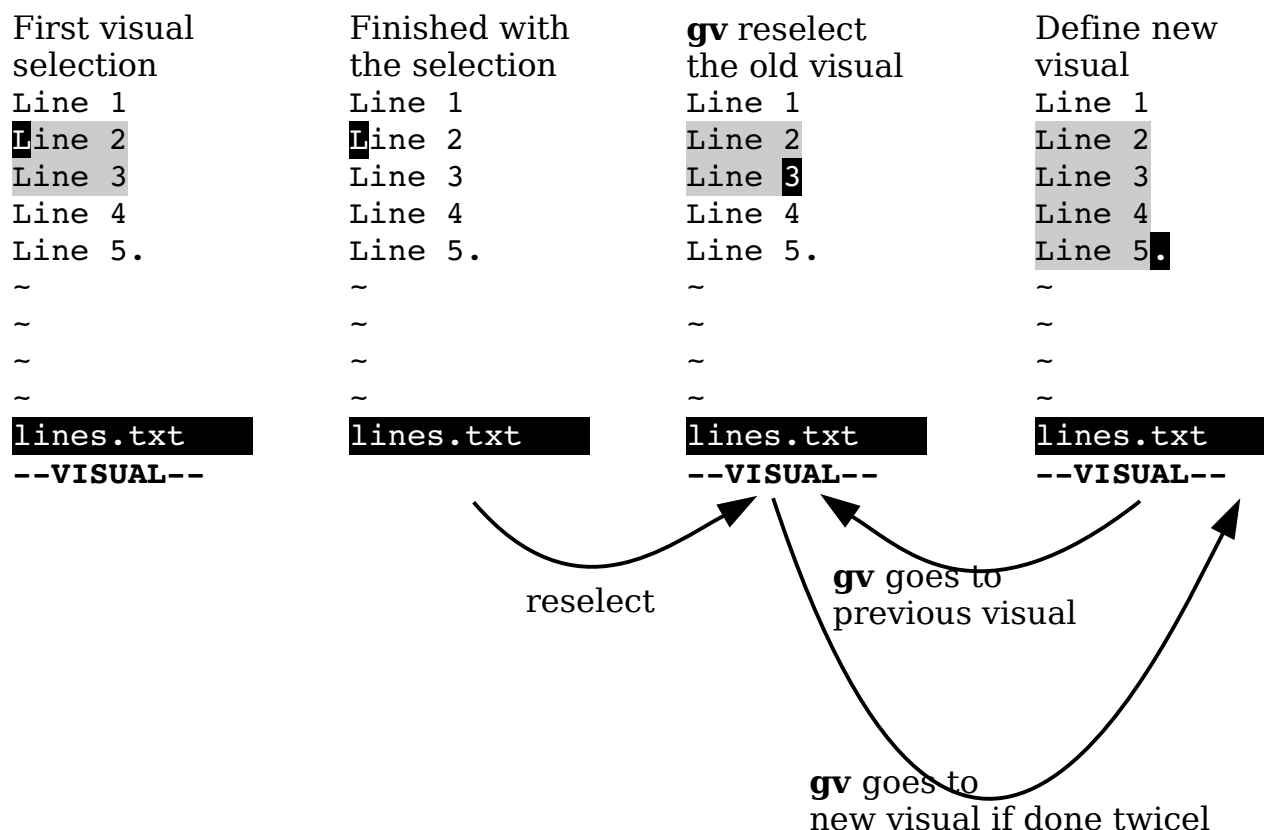 First visual
selection
Line 1
Line 2
Line 3
Line 4
Line 5.
~
~
~
~
lines.txt
--VISUAL--
Finished with
the selection
Line 1
Line 2
Line 3
Line 4
Line 5.
~
~
~
~
lines.txt
gv reselect
the old visual
Line 1
Line 2
Line 3
Line 4
Line 5.
~
~
~
~
lines.txt
--VISUAL--
Define new
visual
Line 1
Line 2
Line 3
Line 4
Line 5.
~
~
~
~
lines.txt
--VISUAL--
reselect
gv goes to
previous visual
gv goes to
new visual if done twicel